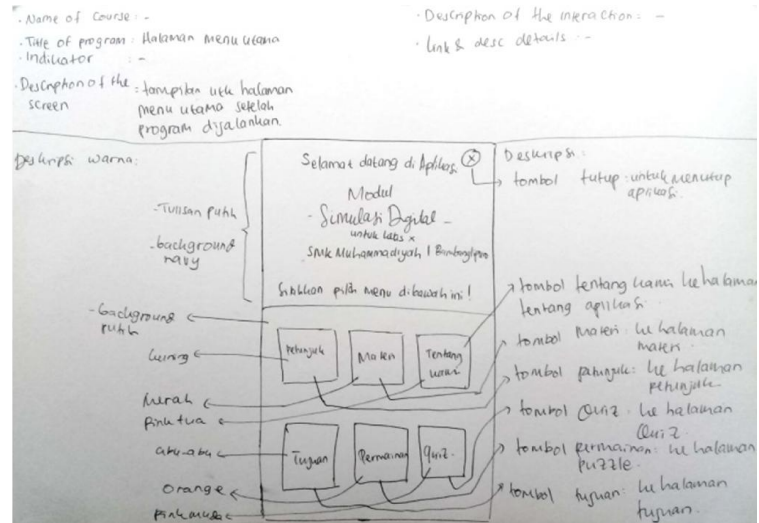 · Name of Course : -
· Title of program : Halaman menu utama
· Indikator : -
· Description of the screen : tampilan utk halaman
menu utama setelah
program dijalankan.
· Description of the interaction : -
· Link & desc details : -
Deskripsi warna :
- Tulisan putih
- background
navy
- background
putih
kuning
Merah
Pink tua
abu-abu
Orange
Pink muda
Selamat datang di Aplikasi
X
Modul
- Simulasi Digital -
untuk kelas X
SMK Muhammadiyah 1 Bambanglipuro
Silahkan pilih menu dibawah ini !
Petunjuk
Materi
Tentang
kami
Tujuan
Permainan
Quiz.
Deskripsi :
tombol tutup : untuk menutup
aplikasi.
tombol tentang kami ke halaman
tentang aplikasi.
tombol Materi : ke halaman
materi.
tombol petunjuk : ke halaman
petunjuk
tombol Quiz : ke halaman
Quiz.
tombol permainan : ke halaman
puzzle.
tombol tujuan : ke halaman
tujuan.